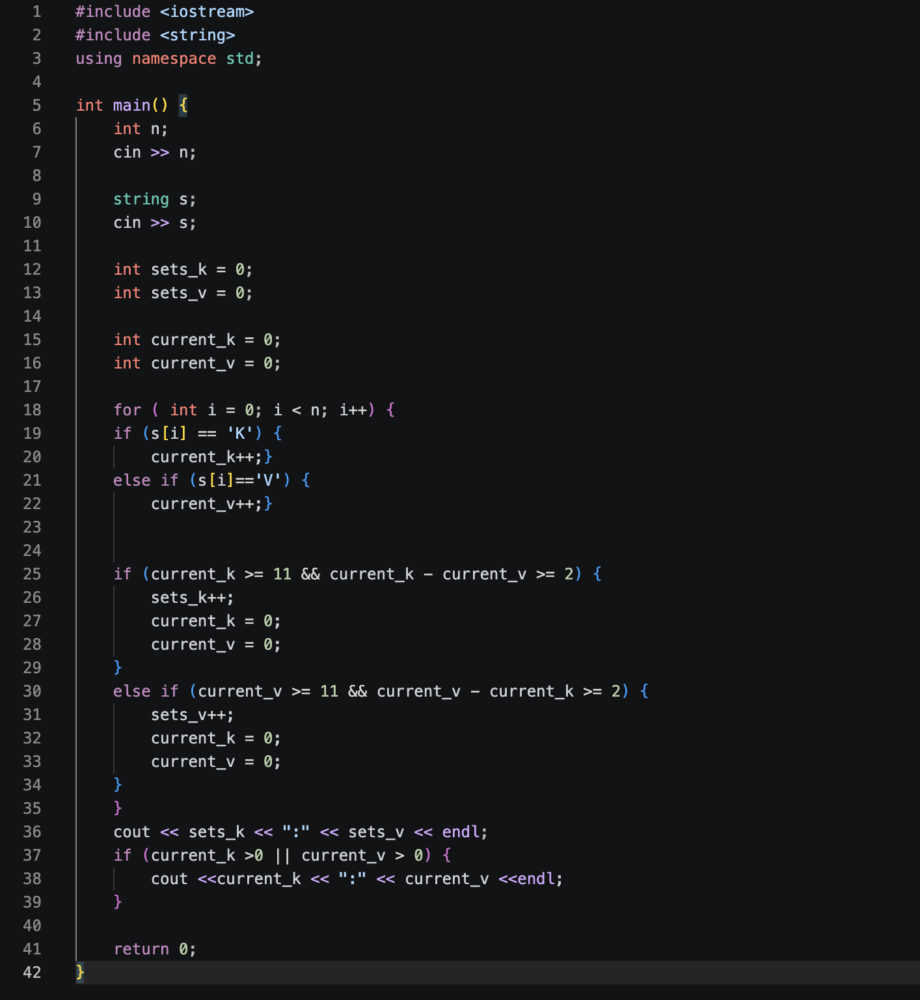 1 #include <iostream>
2 #include <string>
3 using namespace std;
4
5 int main() {
6     int n;
7     cin >> n;
8
9     string s;
10     cin >> s;
11
12     int sets_k = 0;
13     int sets_v = 0;
14
15     int current_k = 0;
16     int current_v = 0;
17
18     for ( int i = 0; i < n; i++) {
19     if (s[i] == 'K') {
20         current_k++;}
21     else if (s[i]=='V') {
22         current_v++;}
23
24
25     if (current_k >= 11 && current_k - current_v >= 2) {
26         sets_k++;
27         current_k = 0;
28         current_v = 0;
29     }
30     else if (current_v >= 11 && current_v - current_k >= 2) {
31         sets_v++;
32         current_k = 0;
33         current_v = 0;
34     }
35     }
36     cout << sets_k << ":" << sets_v << endl;
37     if (current_k >0 || current_v > 0) {
38         cout <<current_k << ":" << current_v <<endl;
39     }
40
41     return 0;
42 }